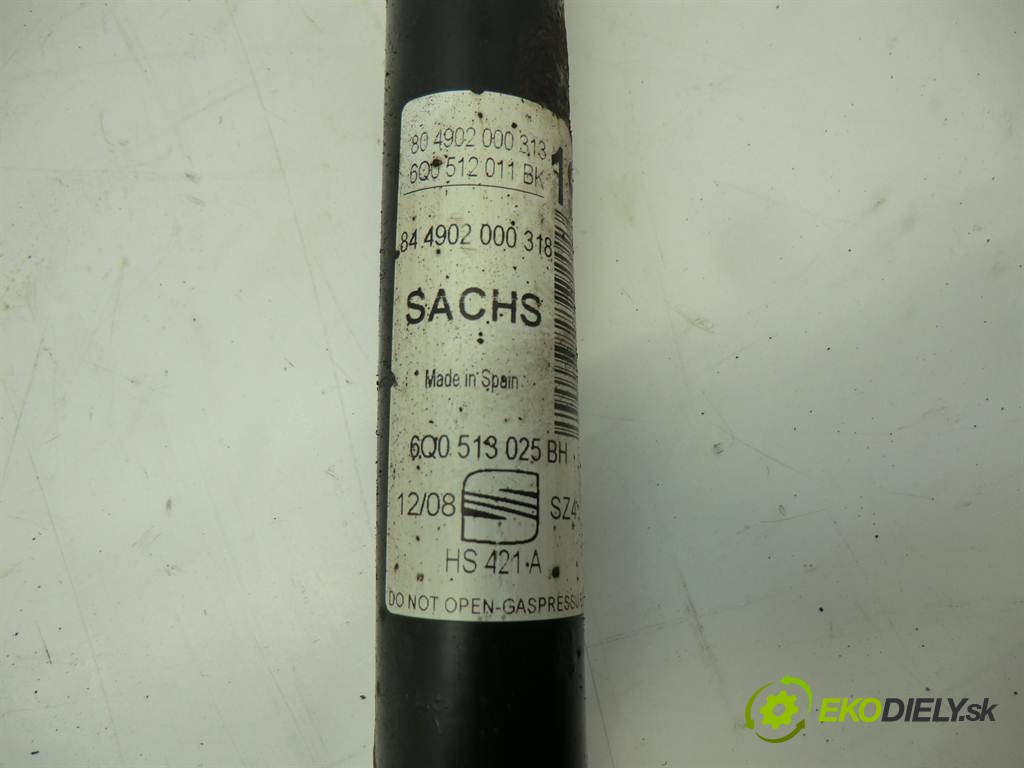 80 4902 000 313
6Q0 512 011 BK
84 4902 000 318
SACHS
Made in Spain
6Q0 513 025 BH
12/08
HS 421 A
DO NOT OPEN-GASPRESSU
EKODIELY.sk